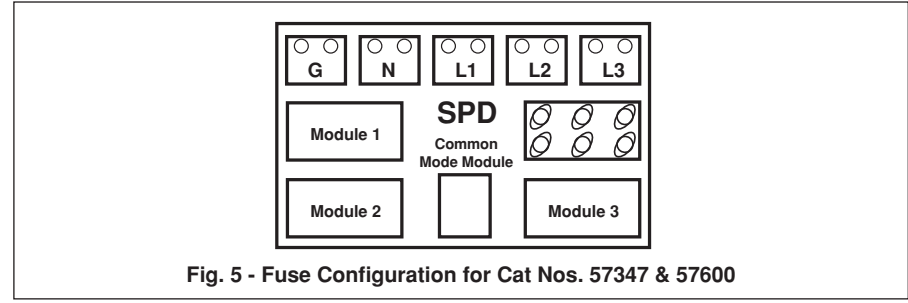 G N L1 L2 L3
SPD
Module 1
Common
Mode Module
Module 2
Module 3
Fig. 5 - Fuse Configuration for Cat Nos. 57347 & 57600